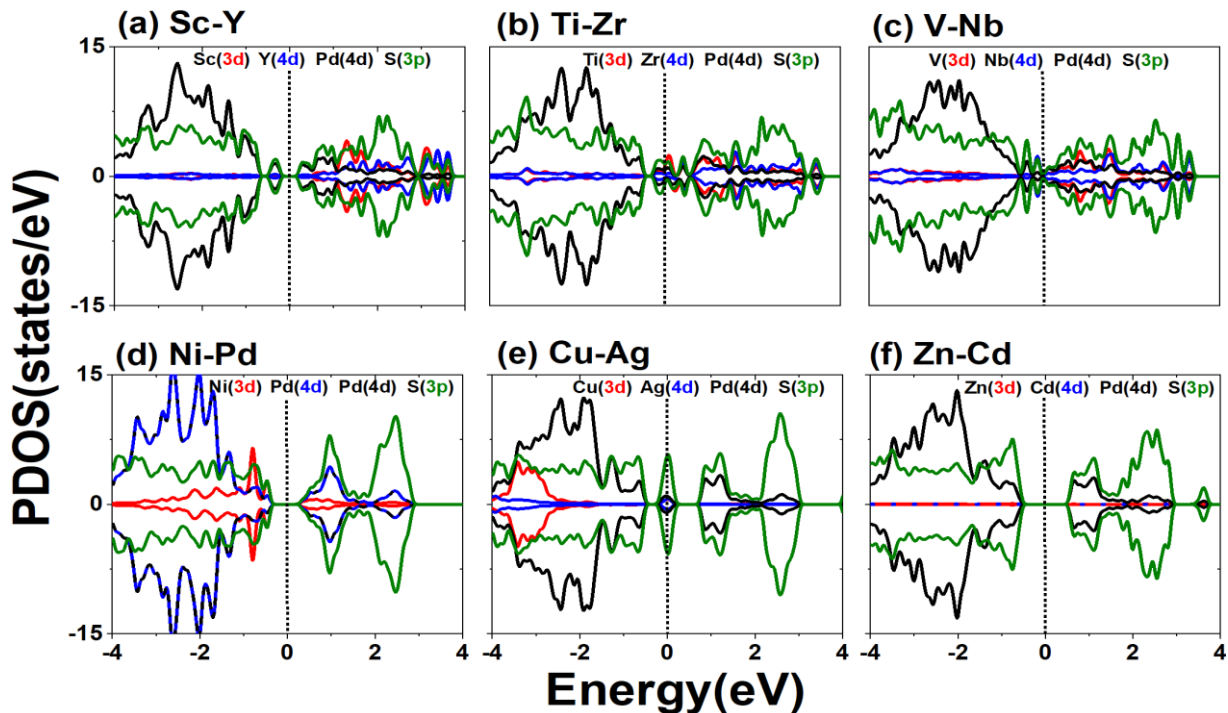 PDOS(states/eV)
(a) Sc-Y
(b) Ti-Zr
(c) V-Nb
15
Sc(3d) Y(4d) Pd(4d) S(3p)
Ti(3d) Zr(4d) Pd(4d) S(3p)
V(3d) Nb(4d) Pd(4d) S(3p)
0
-15
(d) Ni-Pd
(e) Cu-Ag
(f) Zn-Cd
15
Ni(3d) Pd(4d) Pd(4d) S(3p)
Cu(3d) Ag(4d) Pd(4d) S(3p)
Zn(3d) Cd(4d) Pd(4d) S(3p)
0
-15
-4 -2 0 2 4
-4 -2 0 2 4
-4 -2 0 2 4
Energy(eV)